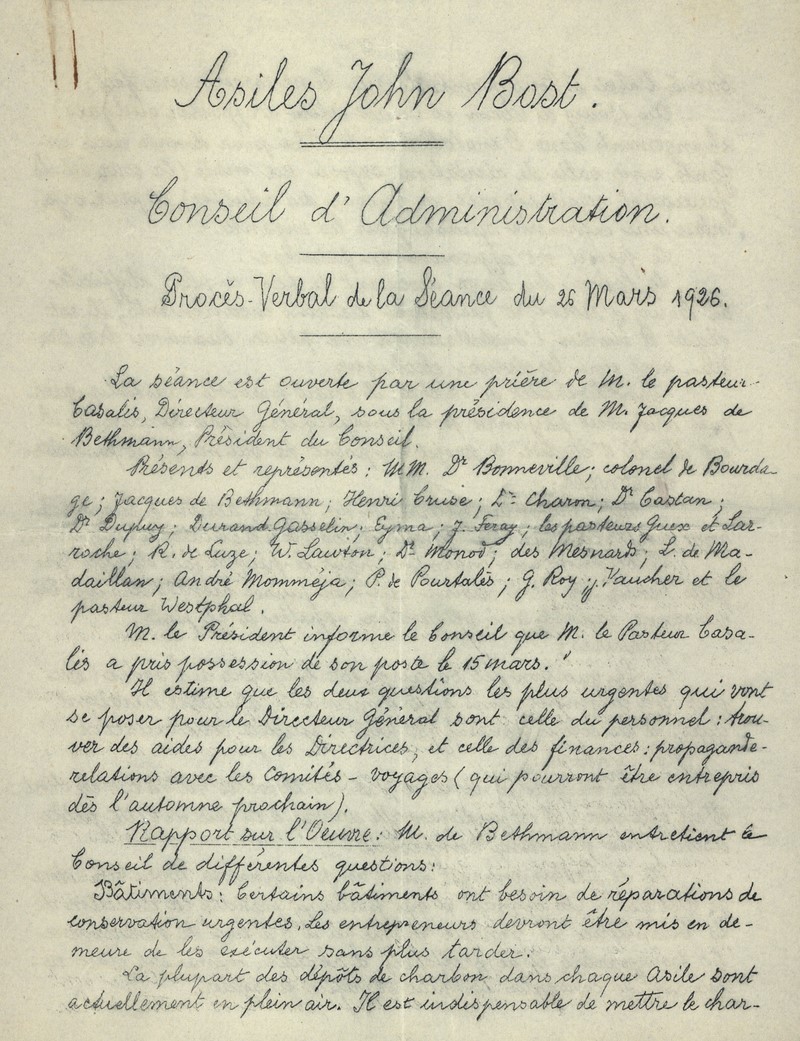 Asiles John Bost.
Conseil d'Administration.
Procès-Verbal de la Séance du 26 Mars 1926.
La séance est ouverte par une prière de M. le pasteur
Casalis, Directeur Général, sous la présidence de M. Jacques de
Bethmann, Président du Conseil.
Présents et représentés : MM. Dr Bonneville ; colonel de Bourda-
ge ; Jacques de Bethmann ; Henri Cruse ; Dr Charon ; Dr Castan ;
Dr Dupuy ; Durand Gasselin ; Eyma ; J. Feray ; les pasteurs Guex et Lar-
roche ; R. de Luze ; W. Lawton ; Dr Monod ; des Mesnards ; L. de Ma-
daillan ; André Momméja ; P. de Pourtalès ; G. Roy ; J. Vaucher et le
pasteur Westphal.
M. le Président informe le Conseil que M. le Pasteur Casa-
lis a pris possession de son poste le 15 mars.
Il estime que les deux questions les plus urgentes qui vont
se poser pour le Directeur Général sont celle du personnel : trou-
ver des aides pour les Directrices, et celle des finances : propagande-
relations avec les Comités - voyages (qui pourront être entrepris
dès l'automne prochain).
Rapport sur l'Oeuvre : M. de Bethmann entretient le
Conseil de différentes questions :
Bâtiments : Certains bâtiments ont besoin de réparations de
conservation urgentes. Les entrepreneurs devront être mis en de-
meure de les exécuter sans plus tarder.
La plupart des dépôts de charbon dans chaque Asile sont
actuellement en plein air. Il est indispensable de mettre le char-